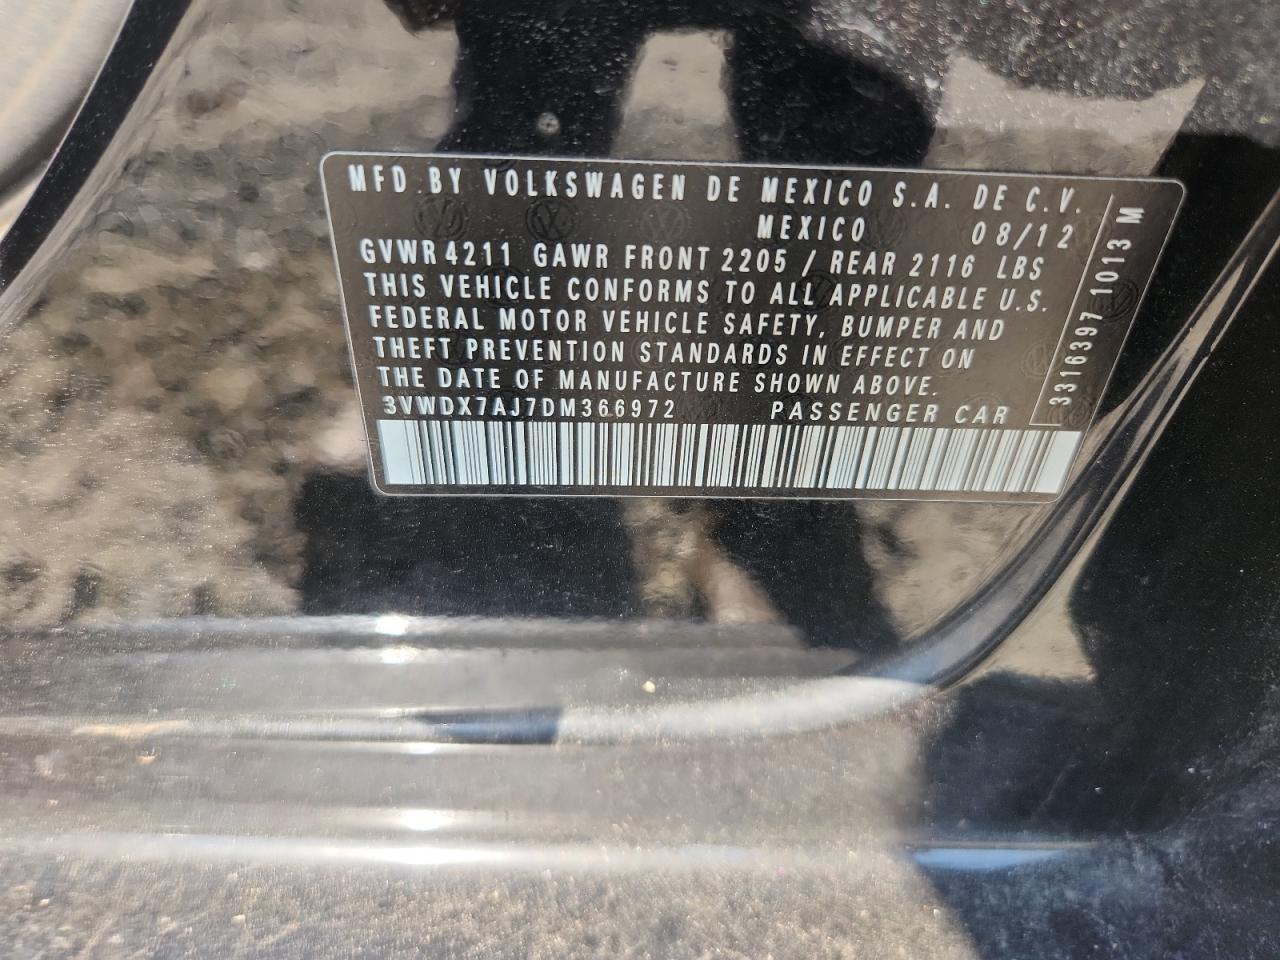 MFD. BY VOLKSWAGEN DE MEXICO S.A. DE C.V.
MEXICO 08/12
GVWR 4211 GAWR FRONT 2205 / REAR 2116 LBS
THIS VEHICLE CONFORMS TO ALL APPLICABLE U.S.
FEDERAL MOTOR VEHICLE SAFETY, BUMPER AND
THEFT PREVENTION STANDARDS IN EFFECT ON
THE DATE OF MANUFACTURE SHOWN ABOVE.
3VWDX7AJ7DM366972 PASSENGER CAR
3316397 1013 M